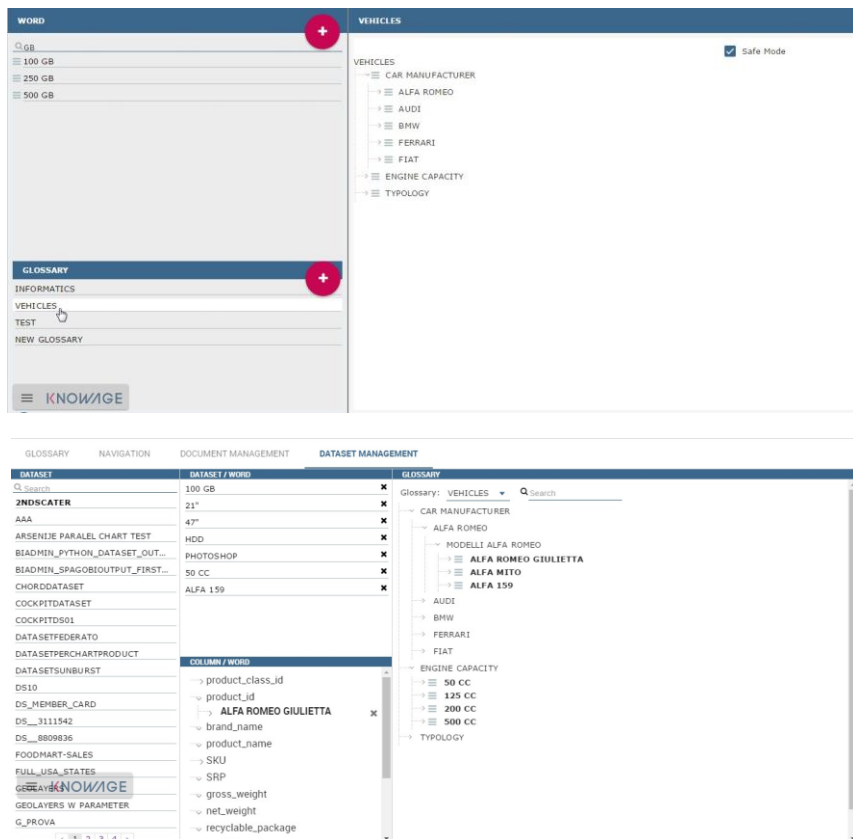 WORD
GB
100 GB
250 GB
500 GB
GLOSSARY
INFORMATICS
VEHICLES
TEST
NEW GLOSSARY
KNOWAGE
VEHICLES
Safe Mode
VEHICLES
CAR MANUFACTURER
ALFA ROMEO
AUDI
BMW
FERRARI
FIAT
ENGINE CAPACITY
TYPOLOGY
GLOSSARY NAVIGATION DOCUMENT MANAGEMENT DATASET MANAGEMENT
DATASET
Search
2NDSCATER
AAA
ARSENIJE PARALEL CHART TEST
BIADMIN_PYTHON_DATASET_OUT...
BIADMIN_SPAGOBIOUTPUT_FIRST...
CHORDDATASET
COCKPITDATASET
COCKPITDS01
DATASETFEDERATO
DATASETPERCHARTPRODUCT
DATASETSUNBURST
DS10
DS_MEMBER_CARD
DS__3111542
DS__8809836
FOODMART-SALES
FULL_USA_STATES
GEOLAYERS
KNOWAGE
GEOLAYERS W PARAMETER
G_PROVA
1 2 3 4
DATASET / WORD
100 GB
21"
47"
HDD
PHOTOSHOP
50 CC
ALFA 159
COLUMN / WORD
product_class_id
product_id
ALFA ROMEO GIULIETTA
brand_name
product_name
SKU
SRP
gross_weight
net_weight
recyclable_package
GLOSSARY
Glossary: VEHICLES Search
CAR MANUFACTURER
ALFA ROMEO
MODELLI ALFA ROMEO
ALFA ROMEO GIULIETTA
ALFA MITO
ALFA 159
AUDI
BMW
FERRARI
FIAT
ENGINE CAPACITY
50 CC
125 CC
200 CC
500 CC
TYPOLOGY